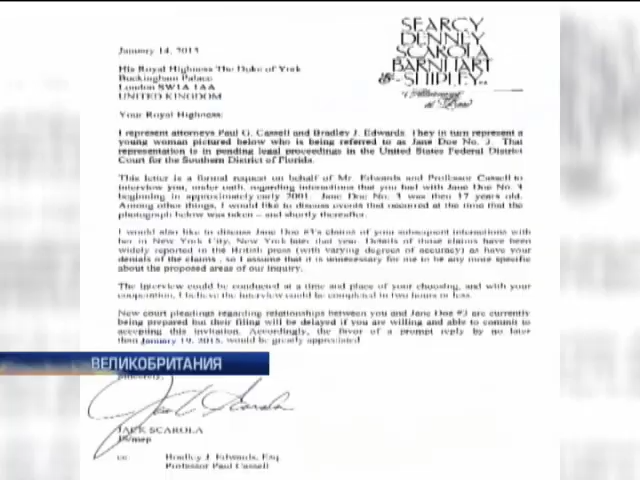 SEARCY
DENNEY
SCAROLA
BARNHART
& SHIPLEY
Attorneys
at Law
January 14, 2015
His Royal Highness The Duke of York
Buckingham Palace
London SW1A 1AA
UNITED KINGDOM
Your Royal Highness:
I represent attorneys Paul G. Cassell and Bradley J. Edwards. They in turn represent a
young woman pictured below who is being referred to as Jane Doe No. 3. That
representation is in pending legal proceedings in the United States Federal District
Court for the Southern District of Florida.
This letter is a formal request on behalf of Mr. Edwards and Professor Cassell to
interview you, under oath, regarding interactions that you had with Jane Doe No. 3
beginning in approximately early 2001. Jane Doe No. 3 was then 17 years old.
Among other things, I would like to discuss events that occurred at the time that the
photograph below was taken – and shortly thereafter.
I would also like to discuss Jane Doe #3's claims of your subsequent interactions with
her in New York City, New York later that year. Details of those claims have been
widely reported in the British press (with varying degrees of accuracy) as have your
denials of the claims , so I assume that it is unnecessary for me to be any more specific
about the proposed areas of our inquiry.
The interview could be conducted at a time and place of your choosing, and with your
cooperation, I believe the interview could be completed in two hours or less.
New court pleadings regarding relationships between you and Jane Doe #3 are currently
being prepared but their filing will be delayed if you are willing and able to commit to
accepting this invitation. Accordingly, the favor of a prompt reply by no later
than January 19, 2015, would be greatly appreciated
ВЕЛИКОБРИТАНИЯ
Sincerely,
JACK SCAROLA
JS/mep
cc: Bradley J. Edwards, Esq
Professor Paul Cassell